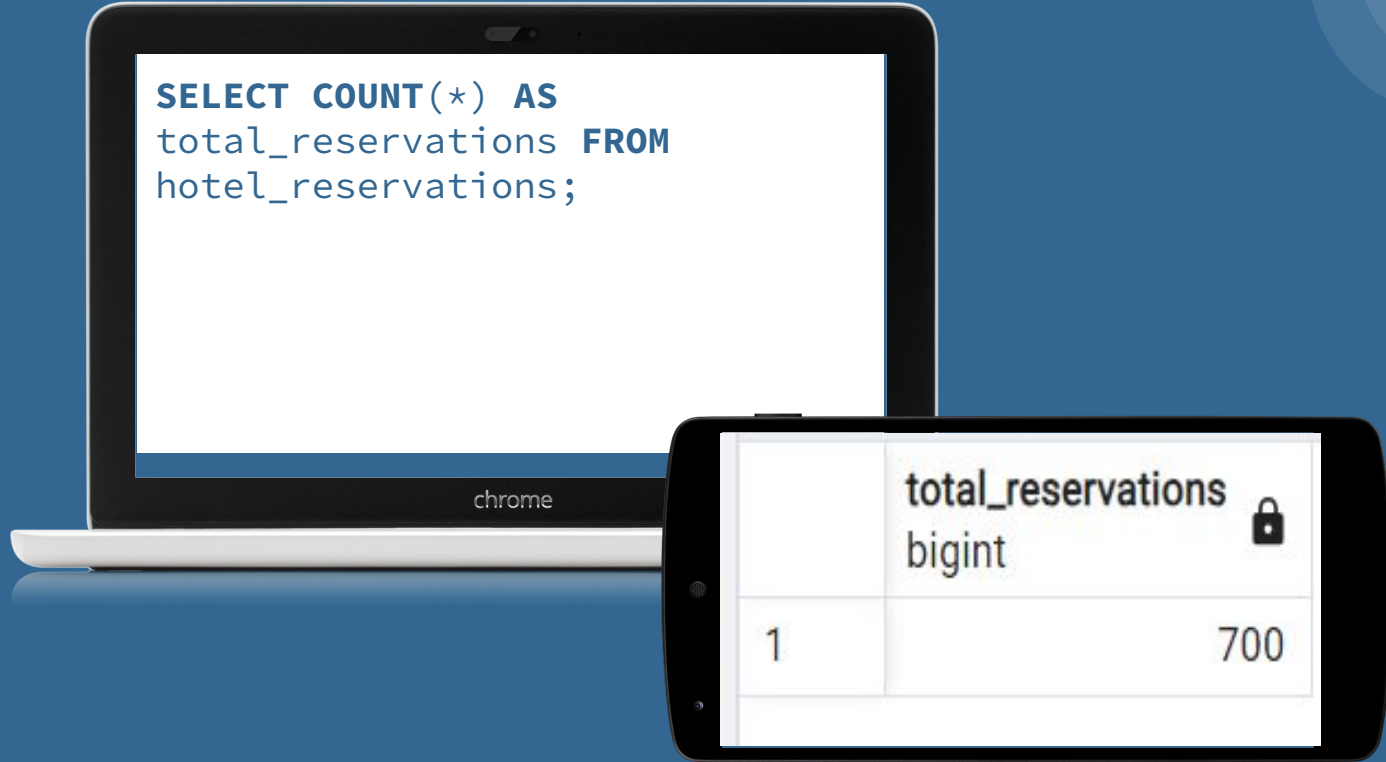 SELECT COUNT(*) AS
total_reservations FROM
hotel_reservations;
chrome
total_reservations
bigint
1 700